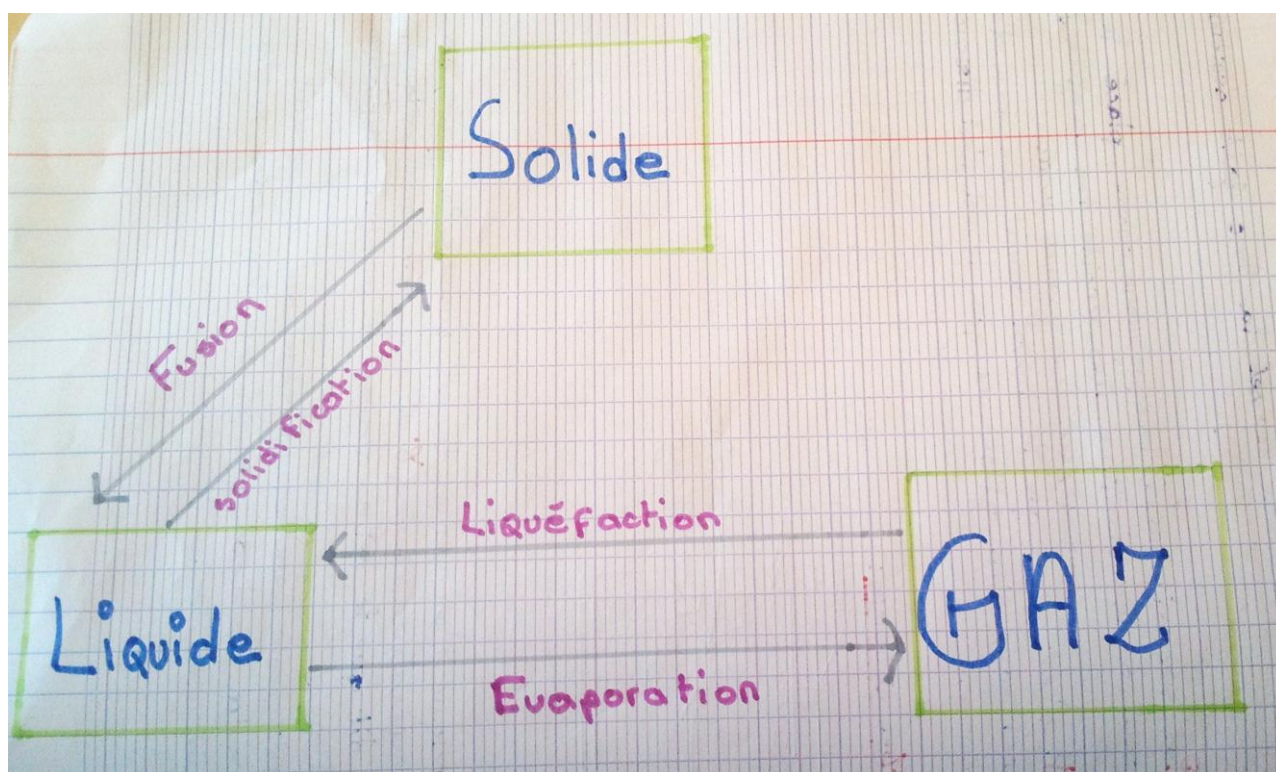 Solide
Fusion
solidification
Liquéfaction
GAZ
Liquide
Evaporation